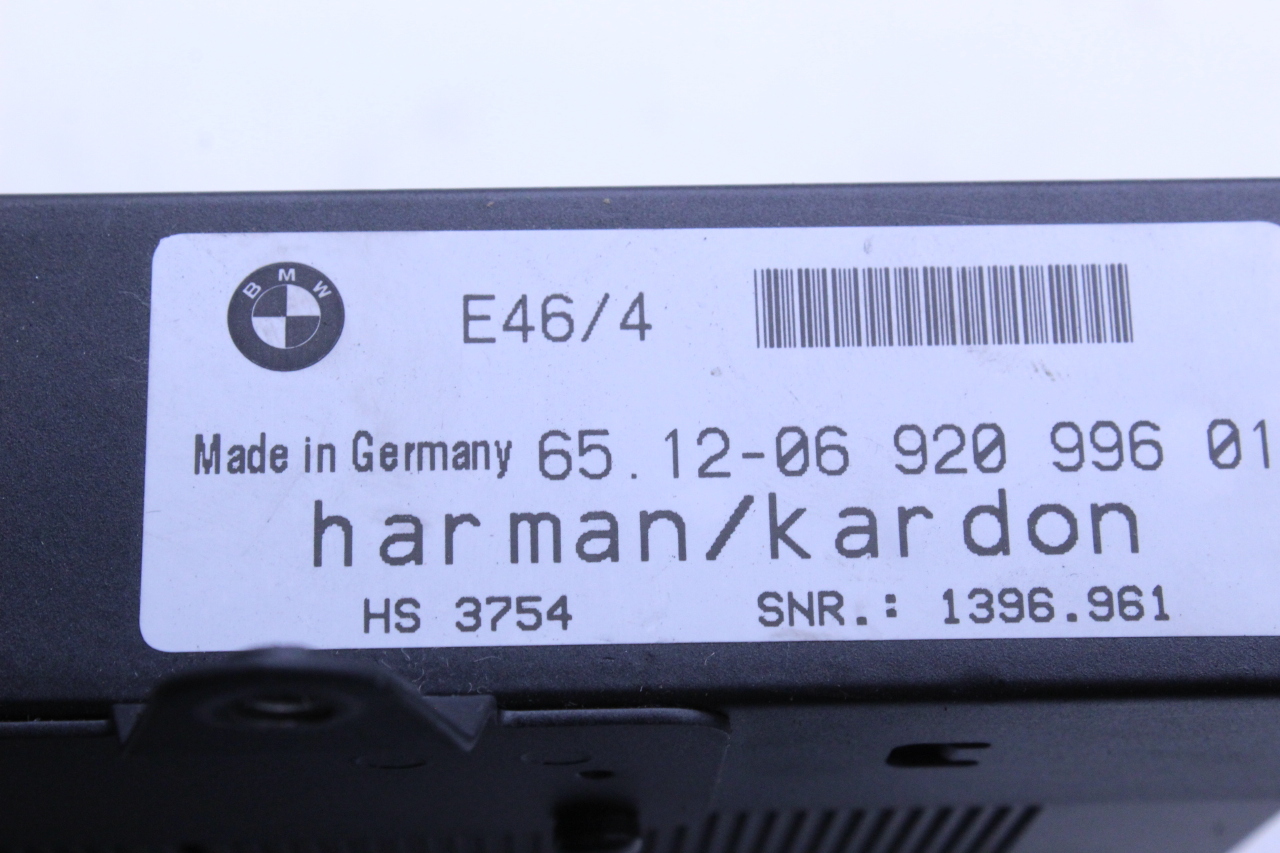 BMW
E46/4
Made in Germany 65.12-06 920 996 01
harman/kardon
HS 3754 SNR.: 1396.961